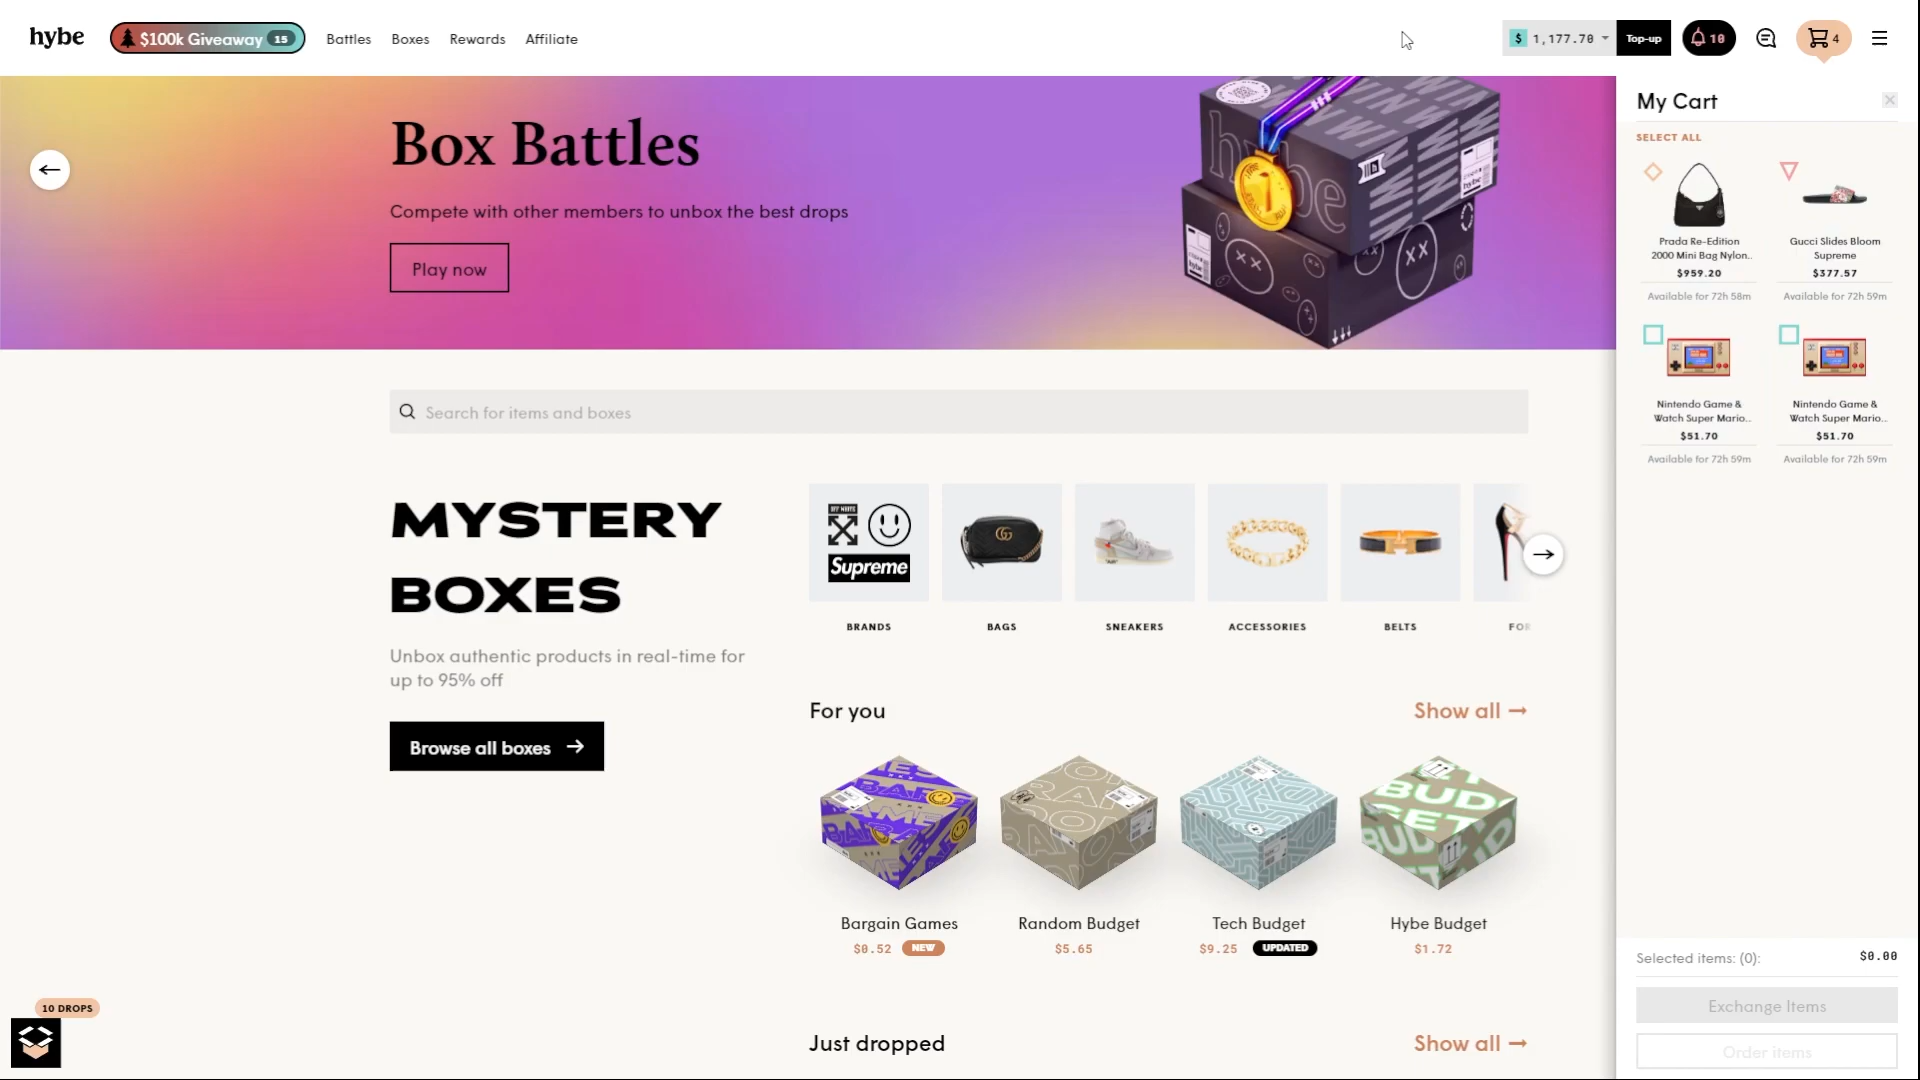 hybe
$100k Giveaway 15
Battles
Boxes
Rewards
Affiliate
$ 1,177.70
Top-up
10
4
Box Battles
Compete with other members to unbox the best drops
Play now
My Cart
SELECT ALL
Prada Re-Edition
2000 Mini Bag Nylon..
$959.20
Available for 72h 58m
Gucci Slides Bloom
Supreme
$377.57
Available for 72h 59m
Nintendo Game &
Watch Super Mario..
$51.70
Available for 72h 59m
Nintendo Game &
Watch Super Mario..
$51.70
Available for 72h 59m
Search for items and boxes
MYSTERY
BOXES
Unbox authentic products in real-time for
up to 95% off
Browse all boxes
OFF WHITE
Supreme
BRANDS
BAGS
SNEAKERS
ACCESSORIES
BELTS
FOR
For you
Show all
Bargain Games
$0.52 NEW
Random Budget
$5.65
Tech Budget
$9.25 UPDATED
Hybe Budget
$1.72
Just dropped
Show all
10 DROPS
Selected items: (0):
$0.00
Exchange Items
Order items